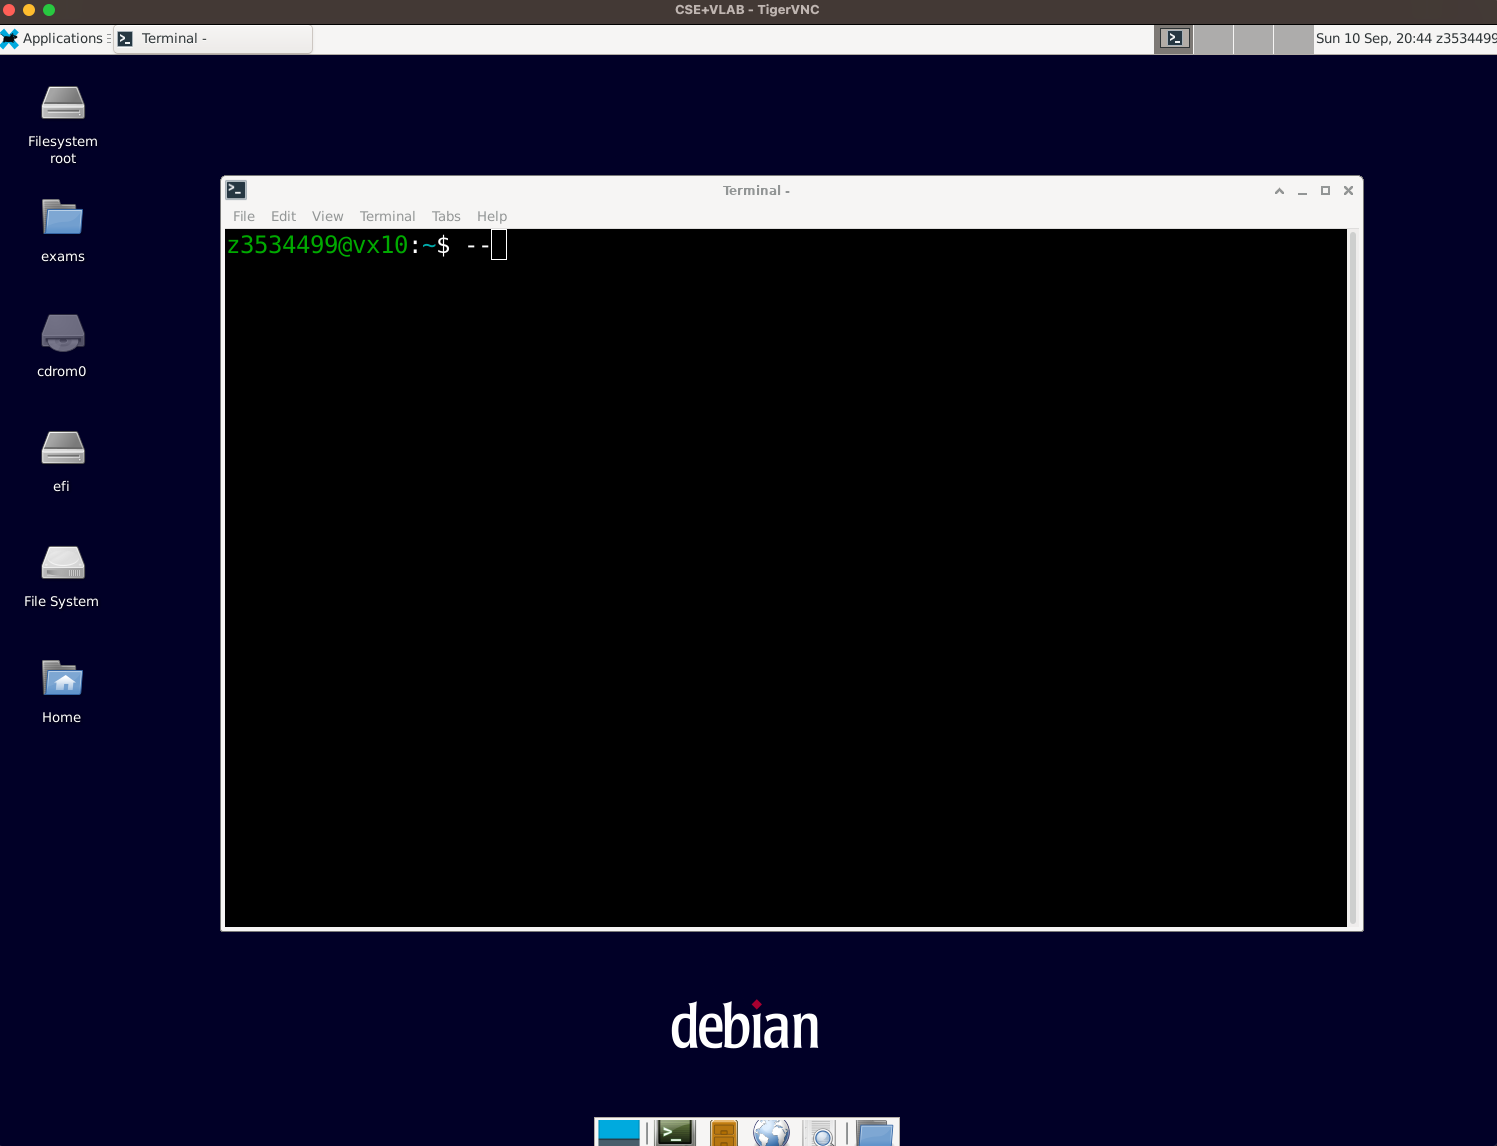 CSE+VLAB - TigerVNC
Applications
Terminal -
Sun 10 Sep, 20:44 z3534499
Filesystem
root
exams
cdrom0
efi
File System
Home
Terminal -
File Edit View Terminal Tabs Help
z3534499@vx10:~$ --
debian